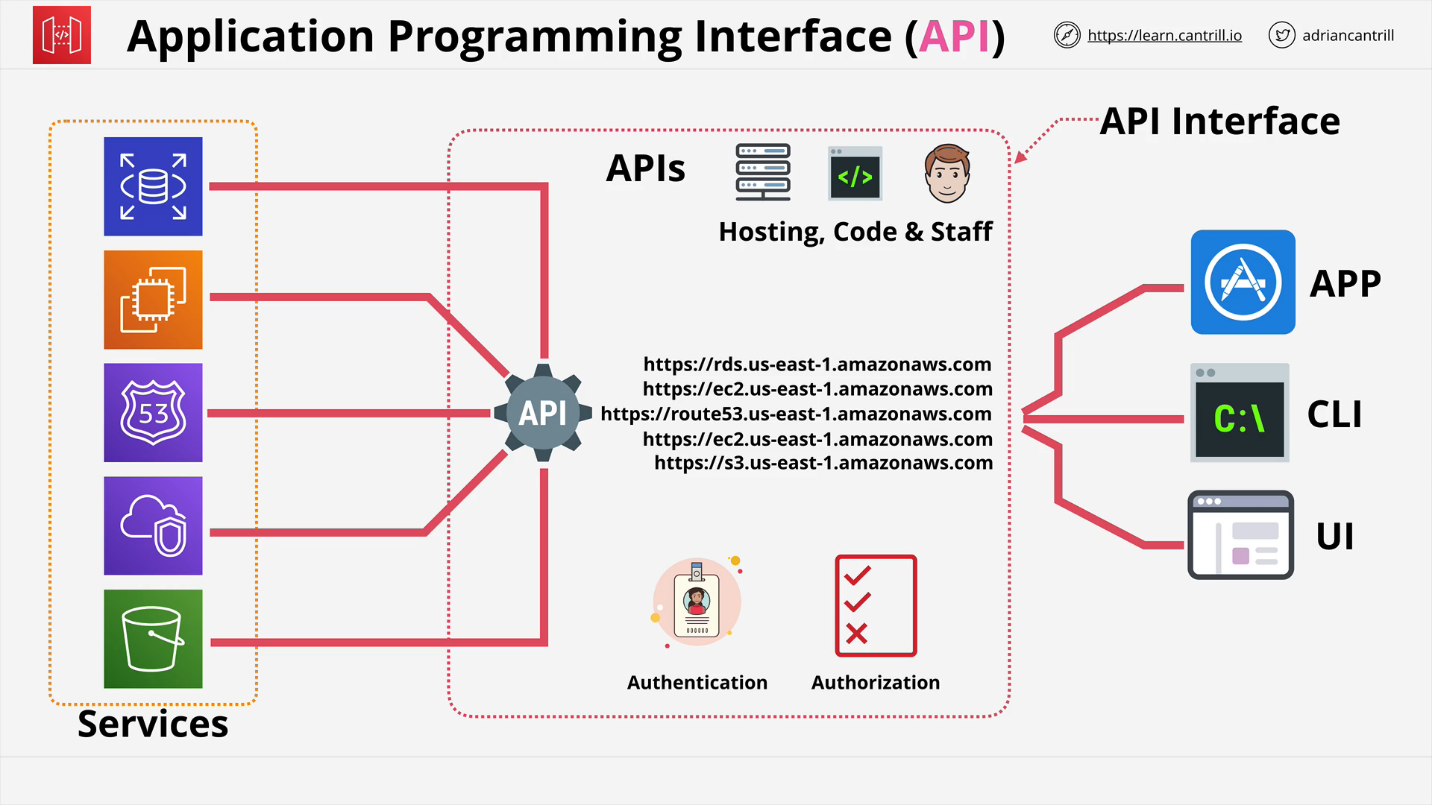 Application Programming Interface (API)
https://learn.cantrill.io
adriancantrill
API Interface
APIs
</>
Hosting, Code & Staff
53
API
https://rds.us-east-1.amazonaws.com
https://ec2.us-east-1.amazonaws.com
https://route53.us-east-1.amazonaws.com
https://ec2.us-east-1.amazonaws.com
https://s3.us-east-1.amazonaws.com
APP
C:\
CLI
UI
Authentication
Authorization
Services